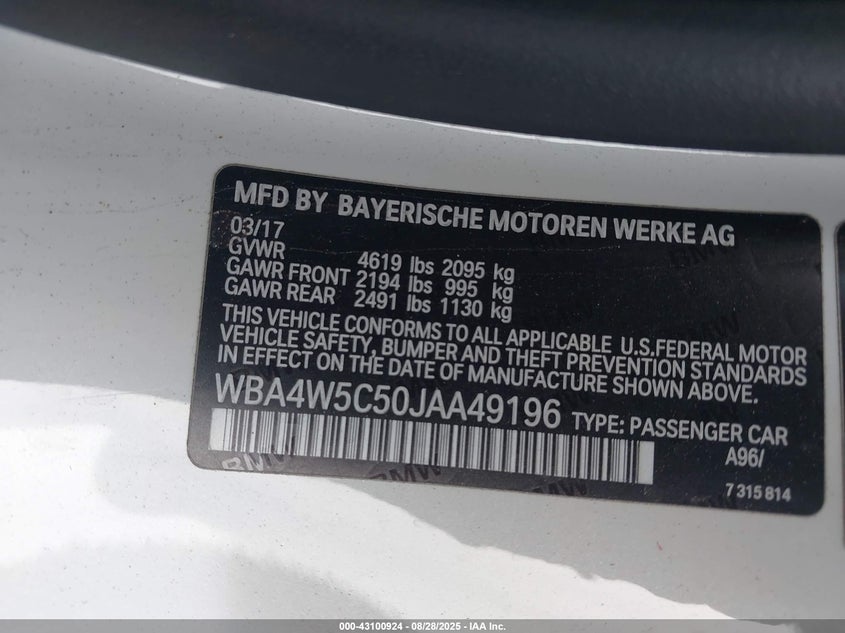 MFD BY BAYERISCHE MOTOREN WERKE AG
03/17
GVWR 4619 lbs 2095 kg
GAWR FRONT 2194 lbs 995 kg
GAWR REAR 2491 lbs 1130 kg
THIS VEHICLE CONFORMS TO ALL APPLICABLE U.S.FEDERAL MOTOR
VEHICLE SAFETY, BUMPER AND THEFT PREVENTION STANDARDS
IN EFFECT ON THE DATE OF MANUFACTURE SHOWN ABOVE.
WBA4W5C50JAA49196 TYPE: PASSENGER CAR
A96/
BMW BMW BMW
7 315 814
000-43100924 | 08/28/2025 - IAA Inc.